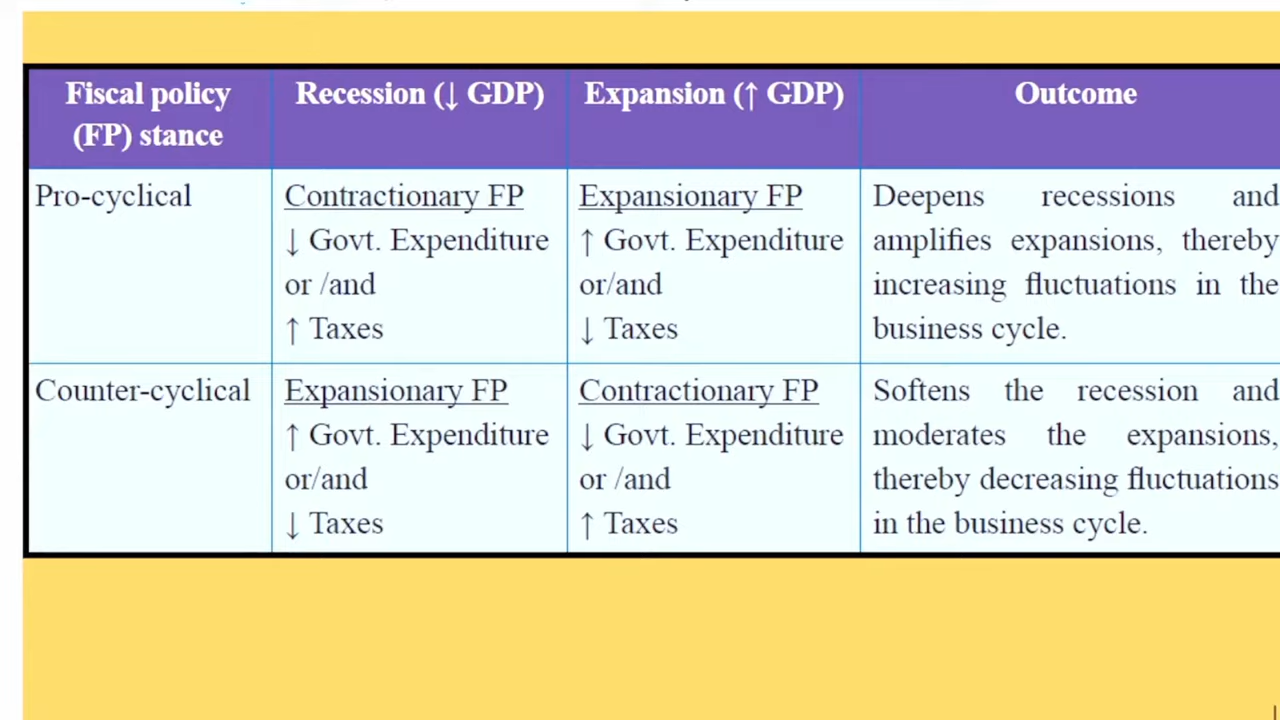 Fiscal policy
(FP) stance
Recession (↓ GDP)
Expansion (↑ GDP)
Outcome
Pro-cyclical
Contractionary FP
↓ Govt. Expenditure
or /and
↑ Taxes
Expansionary FP
↑ Govt. Expenditure
or/and
↓ Taxes
Deepens recessions and
amplifies expansions, thereby
increasing fluctuations in the
business cycle.
Counter-cyclical
Expansionary FP
↑ Govt. Expenditure
or/and
↓ Taxes
Contractionary FP
↓ Govt. Expenditure
or /and
↑ Taxes
Softens the recession and
moderates the expansions,
thereby decreasing fluctuations
in the business cycle.